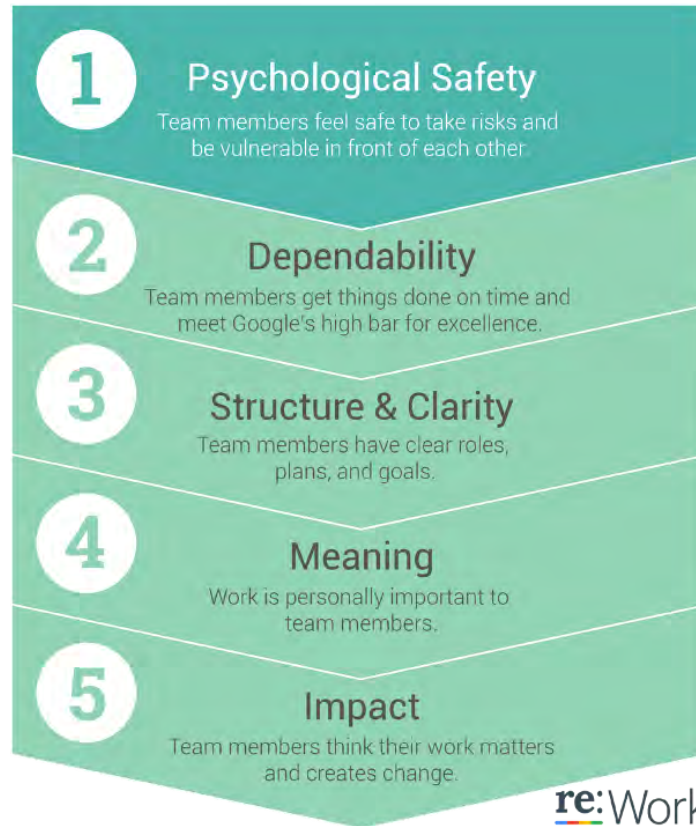 1
Psychological Safety
Team members feel safe to take risks and
be vulnerable in front of each other.
2
Dependability
Team members get things done on time and
meet Google's high bar for excellence.
3
Structure & Clarity
Team members have clear roles,
plans, and goals.
4
Meaning
Work is personally important to
team members.
5
Impact
Team members think their work matters
and creates change.
re:Work